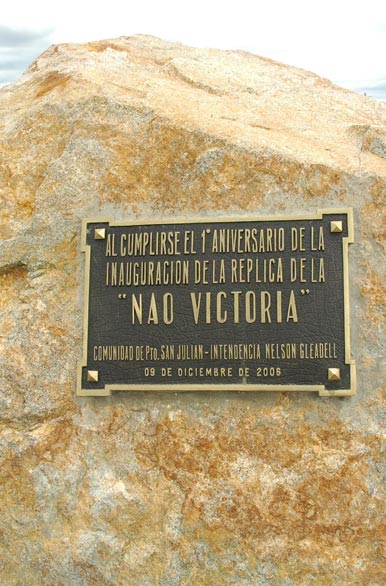 AL CUMPLIRSE EL 1° ANIVERSARIO DE LA
INAUGURACION DE LA REPLICA DE LA
"NAO VICTORIA"
COMUNIDAD DE PTO. SAN JULIAN - INTENDENCIA NELSON GLEADELL
09 DE DICIEMBRE DE 2006